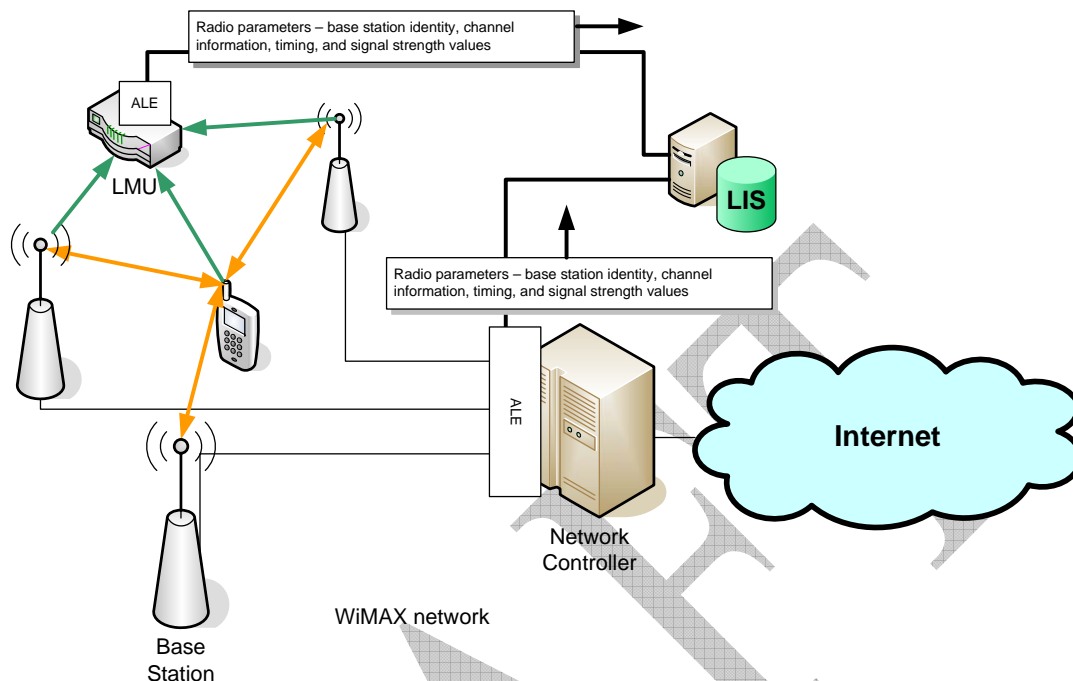 Radio parameters – base station identity, channel
information, timing, and signal strength values
ALE
LMU
LIS
Radio parameters – base station identity, channel
information, timing, and signal strength values
ALE
Internet
Network
Controller
WiMAX network
Base
Station